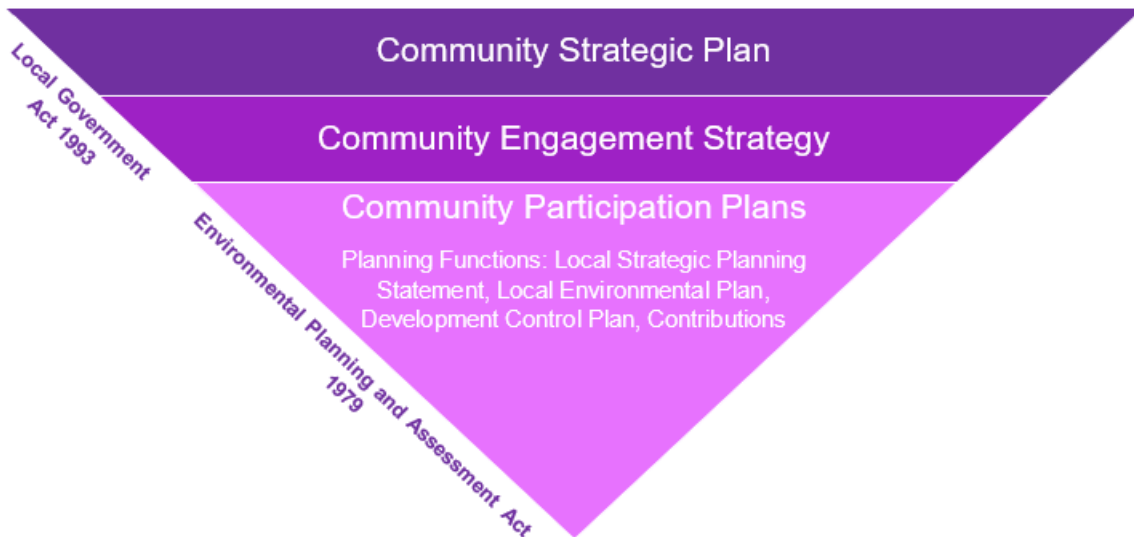 Community Strategic Plan
Local Government
Act 1993
Community Engagement Strategy
Community Participation Plans
Planning Functions: Local Strategic Planning
Statement, Local Environmental Plan,
Development Control Plan, Contributions
Environmental Planning and Assessment Act
1979